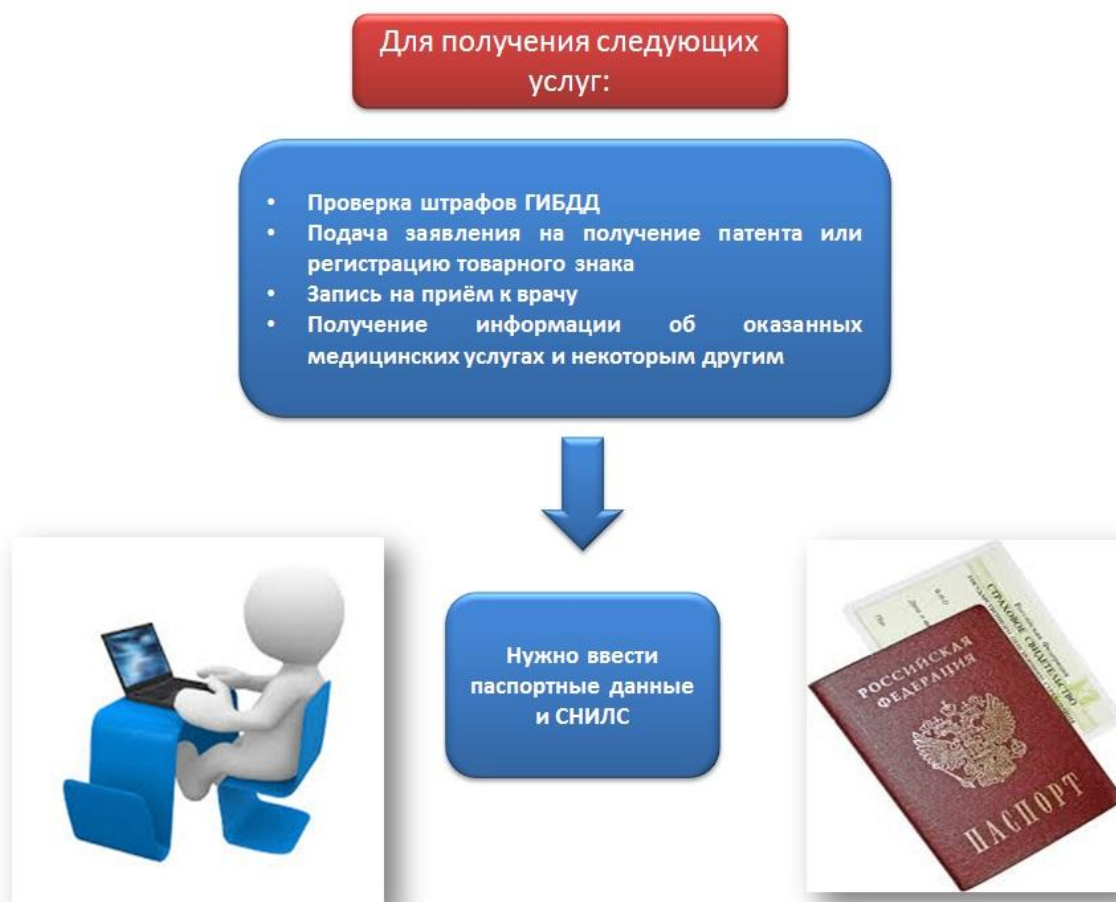 Для получения следующих
услуг:
• Проверка штрафов ГИБДД
• Подача заявления на получение патента или
регистрацию товарного знака
• Запись на приём к врачу
• Получение информации об оказанных
медицинских услугах и некоторым другим
Нужно ввести
паспортные данные
и СНИЛС
Российская Федерация
СТРАХОВОЕ СВИДЕТЕЛЬСТВО
Ф.И.О
РОССИЙСКАЯ
ФЕДЕРАЦИЯ
ПАСПОРТ